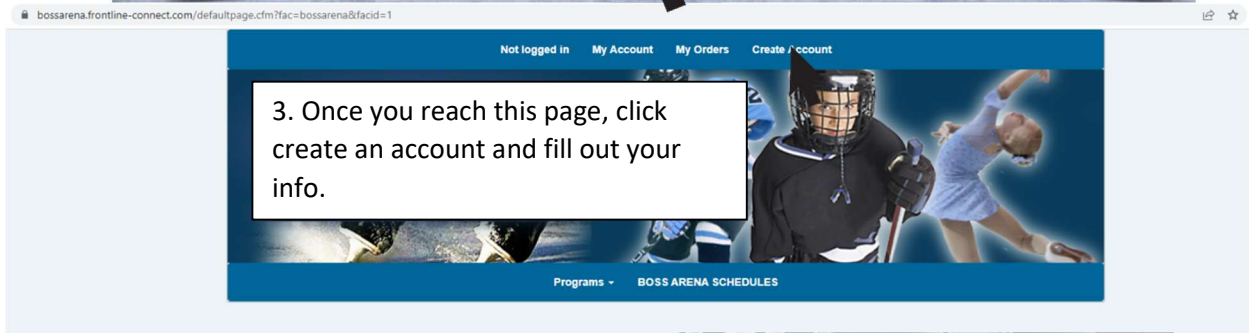 bossarena.frontline-connect.com/defaultpage.cfm?fac=bossarena&facid=1
Not logged in My Account My Orders Create Account
3. Once you reach this page, click
create an account and fill out your
info.
Programs BOSS ARENA SCHEDULES